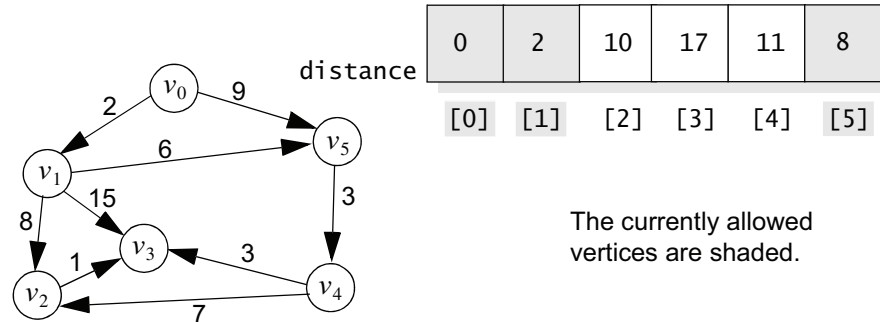 distance 0 2 10 17 11 8
[0] [1] [2] [3] [4] [5]
v0
2
9
v5
6
v1
15
3
8
v3
1
3
v2
v4
7
The currently allowed
vertices are shaded.